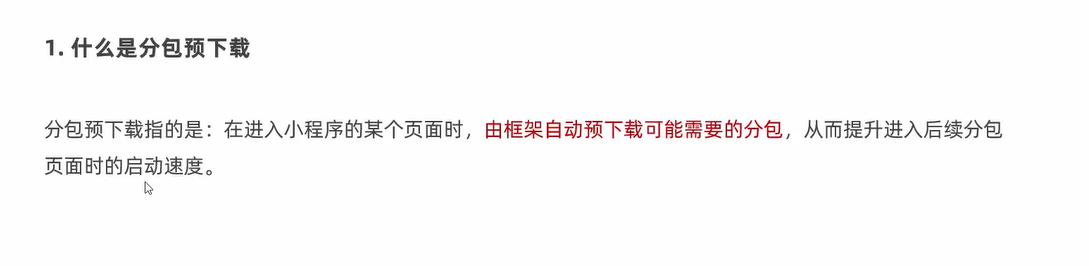 1. 什么是分包预下载
分包预下载指的是：在进入小程序的某个页面时，由框架自动预下载可能需要的分包，从而提升进入后续分包
页面时的启动速度。